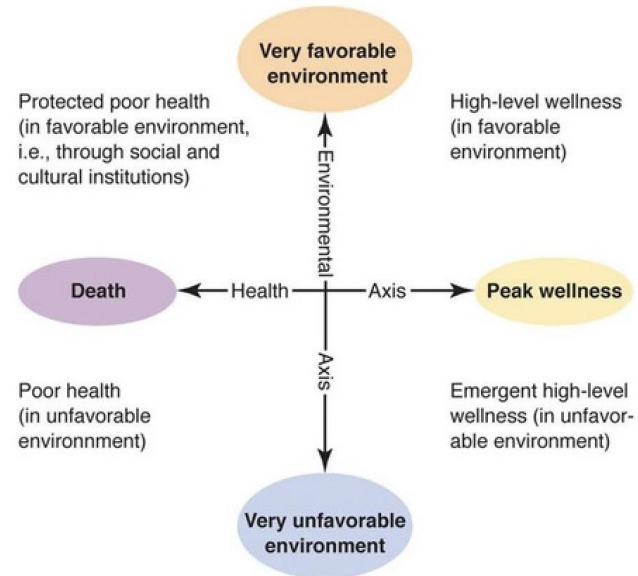 Very favorable
environment
Protected poor health
(in favorable environment,
i.e., through social and
cultural institutions)
High-level wellness
(in favorable
environment)
Environmental
Death
Health
Axis
Peak wellness
Axis
Poor health
(in unfavorable
environnment)
Emergent high-level
wellness (in unfavor-
able environment)
Very unfavorable
environment